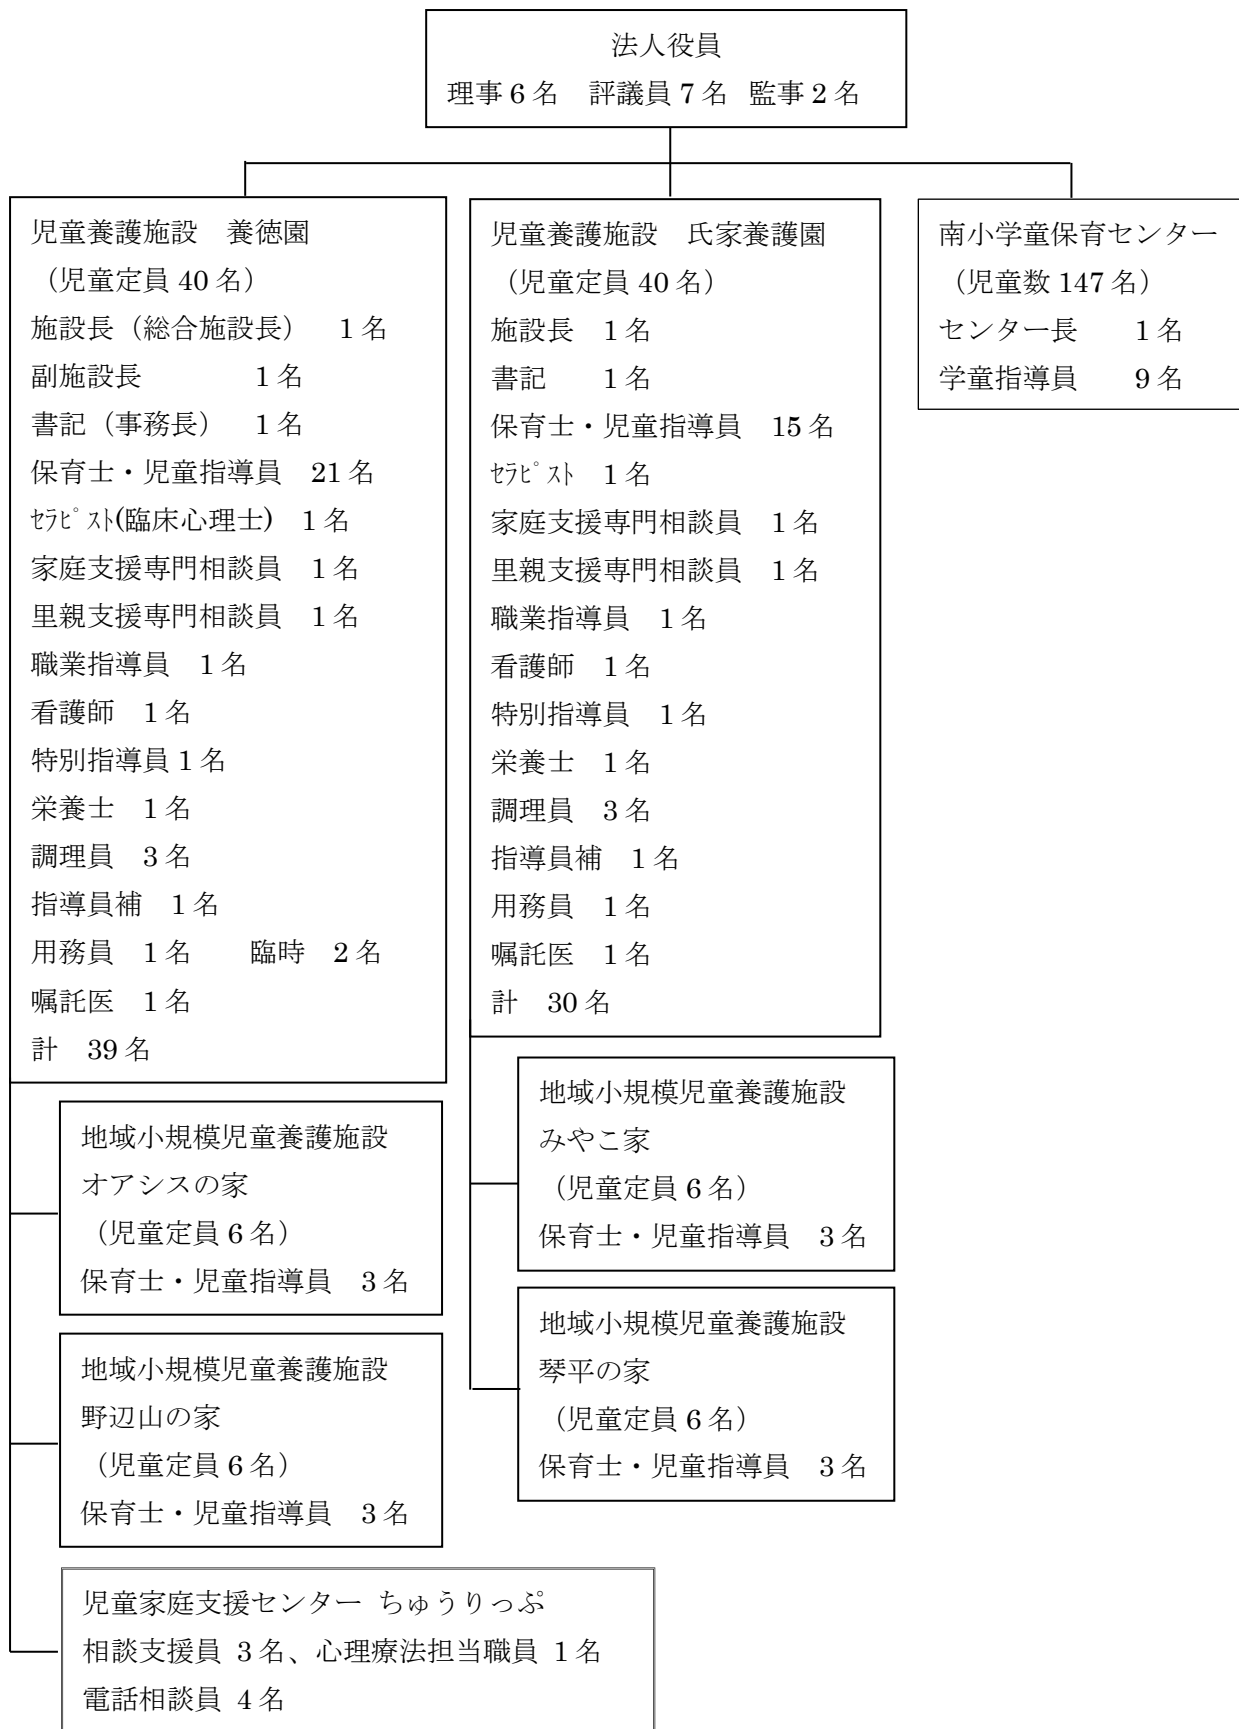 法人役員
理事 6 名　評議員 7 名  監事 2 名
児童養護施設　養徳園
（児童定員 40 名）
施設長（総合施設長）　1 名
副施設長　　　　1 名
書記（事務長）　1 名
保育士・児童指導員　21 名
ｾﾗﾋﾟｽﾄ(臨床心理士)　1 名
家庭支援専門相談員　1 名
里親支援専門相談員　1 名
職業指導員　1 名
看護師　1 名
特別指導員 1 名
栄養士　1 名
調理員　3 名
指導員補　1 名
用務員　1 名　　臨時　2 名
嘱託医　1 名
計　39 名
地域小規模児童養護施設
オアシスの家
（児童定員 6 名）
保育士・児童指導員　3 名
地域小規模児童養護施設
野辺山の家
（児童定員 6 名）
保育士・児童指導員　3 名
児童家庭支援センター ちゅうりっぷ
相談支援員 3 名、心理療法担当職員 1 名
電話相談員 4 名
児童養護施設　氏家養護園
（児童定員 40 名）
施設長　1 名
書記　　1 名
保育士・児童指導員　15 名
ｾﾗﾋﾟｽﾄ　1 名
家庭支援専門相談員　1 名
里親支援専門相談員　1 名
職業指導員　1 名
看護師　1 名
特別指導員　1 名
栄養士　1 名
調理員　3 名
指導員補　1 名
用務員　1 名
嘱託医　1 名
計　30 名
地域小規模児童養護施設
みやこ家
（児童定員 6 名）
保育士・児童指導員　3 名
地域小規模児童養護施設
琴平の家
（児童定員 6 名）
保育士・児童指導員　3 名
南小学童保育センター
（児童数 147 名）
センター長　　1 名
学童指導員　　9 名